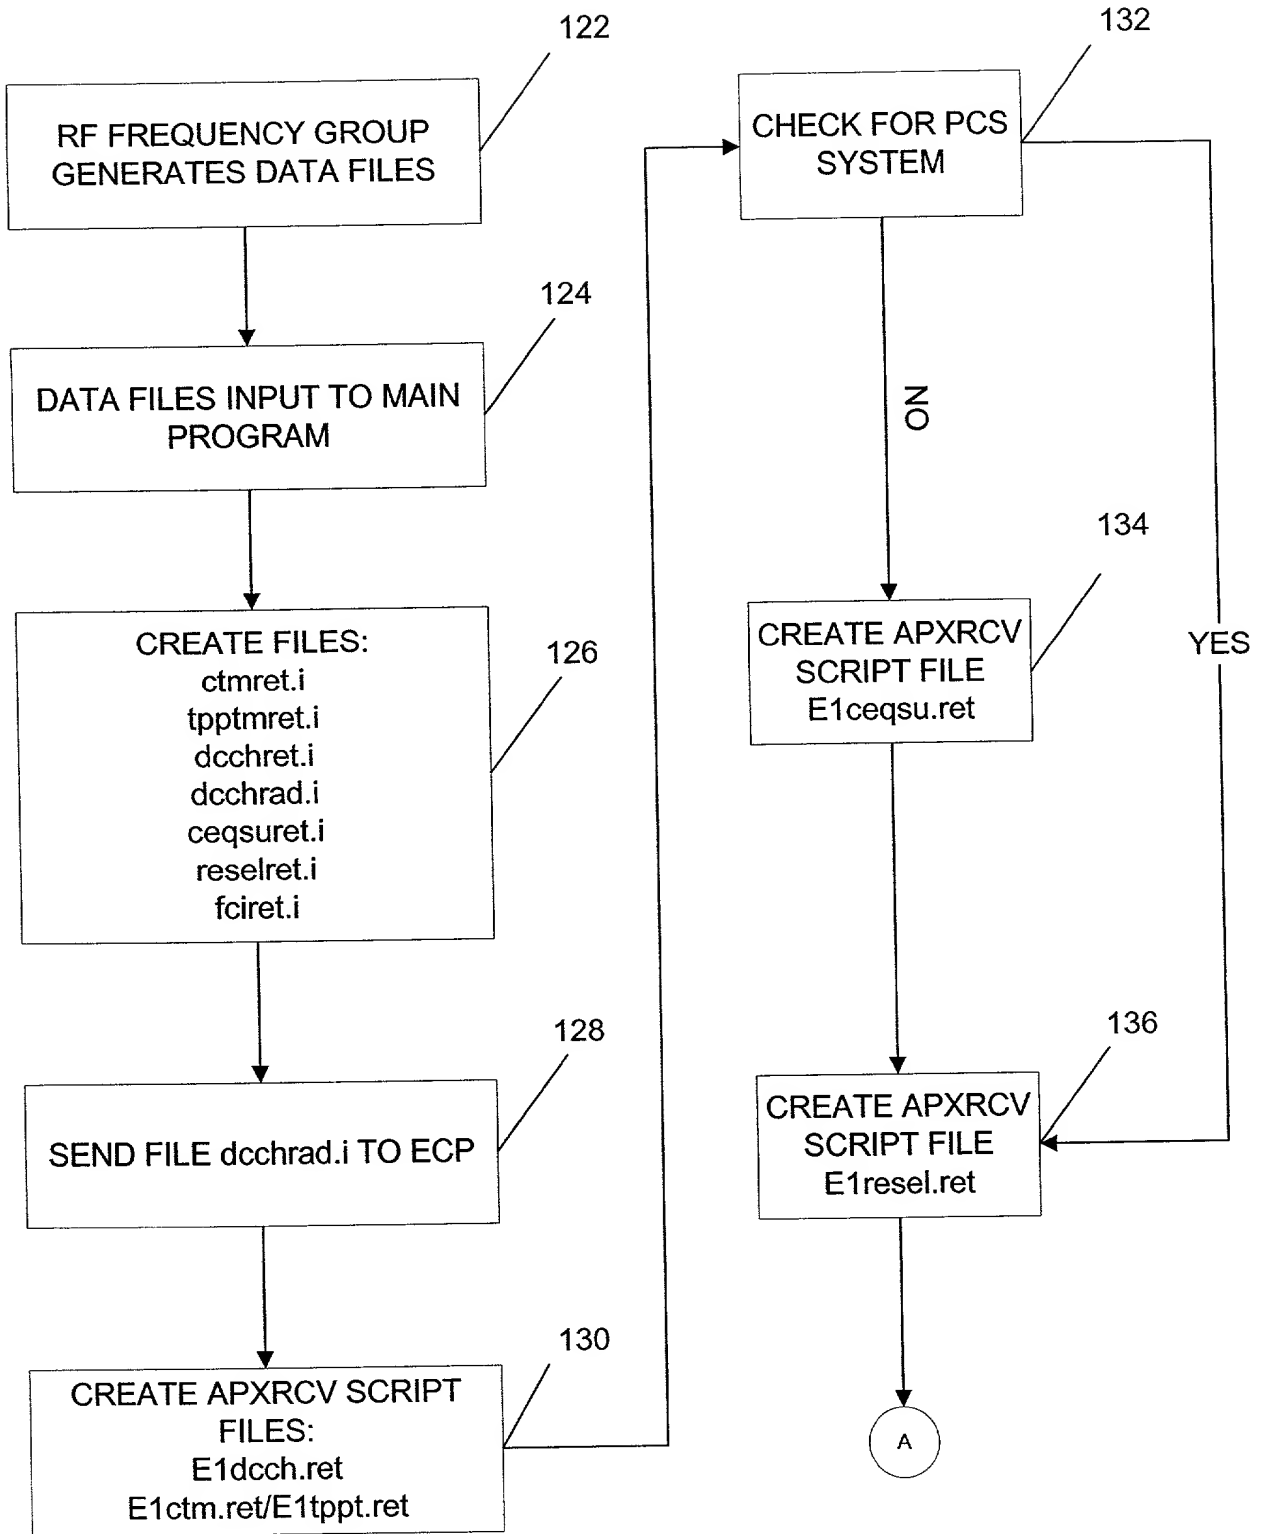 122
RF FREQUENCY GROUP
GENERATES DATA FILES
124
DATA FILES INPUT TO MAIN
PROGRAM
CREATE FILES:
ctmret.i
tpptmret.i
dcchret.i
dcchrad.i
ceqsuret.i
reselret.i
fciret.i
126
128
SEND FILE dcchrad.i TO ECP
130
CREATE APXRCV SCRIPT
FILES:
E1dcch.ret
E1ctm.ret/E1tppt.ret
132
CHECK FOR PCS
SYSTEM
NO
YES
134
CREATE APXRCV
SCRIPT FILE
E1ceqsu.ret
136
CREATE APXRCV
SCRIPT FILE
E1resel.ret
A